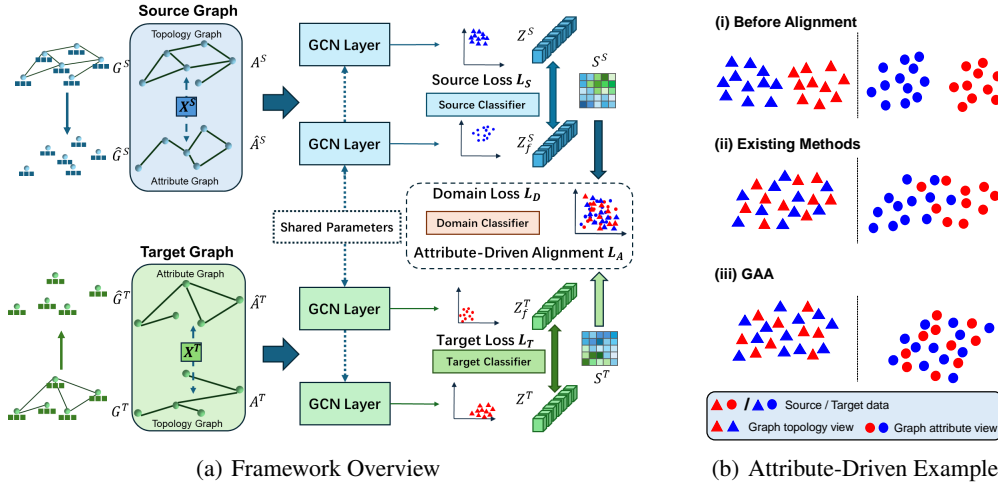 Source Graph
Topology Graph
G^S
A^S
X^S
Ĝ^S
Â^S
Attribute Graph
GCN Layer
Z^S
S^S
Source Loss L_S
Source Classifier
GCN Layer
Z_f^S
Shared Parameters
Domain Loss L_D
Domain Classifier
Attribute-Driven Alignment L_A
Target Graph
Attribute Graph
Ĝ^T
Â^T
X^T
G^T
A^T
Topology Graph
GCN Layer
Z_f^T
Target Loss L_T
Target Classifier
S^T
GCN Layer
Z^T
(a) Framework Overview
(i) Before Alignment
(ii) Existing Methods
(iii) GAA
/ Source / Target data
Graph topology view
Graph attribute view
(b) Attribute-Driven Example